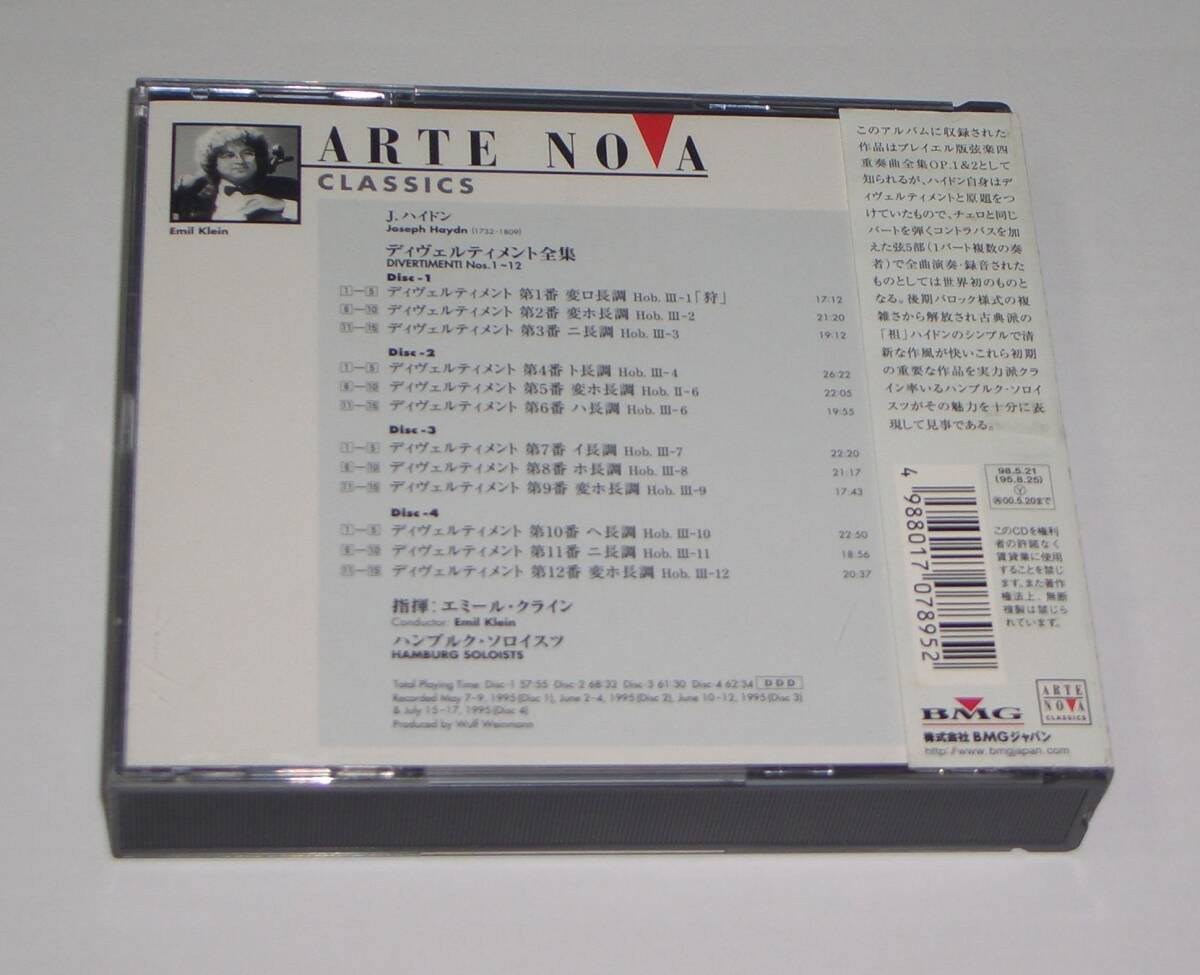 ARTE NOVA
CLASSICS
Emil Klein
J. ハイドン
Joseph Haydn (1732-1809)
ディヴェルティメント全集
DIVERTIMENTI Nos.1~12
Disc-1
1-5 ディヴェルティメント 第1番 変ロ長調 Hob. III-1「狩」 17:12
6-10 ディヴェルティメント 第2番 変ホ長調 Hob. III-2 21:20
11-15 ディヴェルティメント 第3番 ニ長調 Hob. III-3 19:12
Disc-2
1-5 ディヴェルティメント 第4番 ト長調 Hob. III-4 26:22
6-10 ディヴェルティメント 第5番 変ホ長調 Hob. II-6 22:05
11-15 ディヴェルティメント 第6番 ハ長調 Hob. III-6 19:55
Disc-3
1-5 ディヴェルティメント 第7番 イ長調 Hob. III-7 22:20
6-10 ディヴェルティメント 第8番 ホ長調 Hob. III-8 21:17
11-15 ディヴェルティメント 第9番 変ホ長調 Hob. III-9 17:43
Disc-4
1-5 ディヴェルティメント 第10番 ヘ長調 Hob. III-10 22:50
6-10 ディヴェルティメント 第11番 ニ長調 Hob. III-11 18:56
11-15 ディヴェルティメント 第12番 変ホ長調 Hob. III-12 20:37
指揮:エミール・クライン
Conductor: Emil Klein
ハンブルク・ソロイスツ
HAMBURG SOLOISTS
Total Playing Time: Disc-1 57:55 Disc-2 68:32 Disc-3 61:30 Disc-4 62:34 DDD
Recorded May 7-9, 1995 (Disc 1), June 2-4, 1995 (Disc 2), June 10-12, 1995 (Disc 3)
& July 15-17, 1995 (Disc 4)
Produced by Wulf Weinmann
このアルバムに収録された
作品はプレイエル版弦楽四
重奏曲全集OP.1&2として
知られるが、ハイドン自身はデ
ィヴェルティメントと原題をつ
けていたもので、チェロと同じ
パートを弾くコントラバスを加
えた弦5部(1パート複数の奏
者)で全曲演奏・録音された
ものとしては世界初のものと
なる。後期バロック様式の複
雑さから解放され古典派の
「祖」ハイドンのシンプルで清
新な作風が快いこれら初期
の重要な作品を実力派クラ
イン率いるハンブルク・ソロイ
スツがその魅力を十分に表
現して見事である。
4 988017 078952
98.5.21
(95.8.25)
Ⓨ
00.5.20まで
このCDを権利
者の許諾なく
賃貸業に使用
することを禁じ
ます。また著作
権法上、無断
複製は禁じら
れています。
BMG
ARTE
NOVA
CLASSICS
株式会社 BMGジャパン
http://www.bmgjapan.com